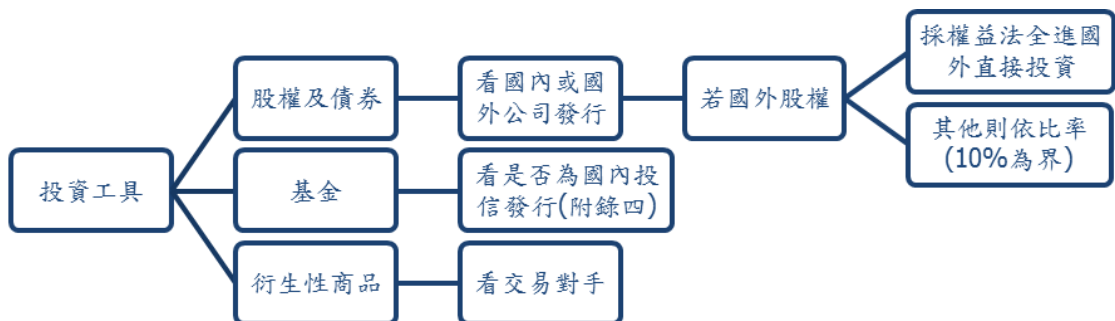 投資工具
股權及債券
看國內或國
外公司發行
若國外股權
採權益法全進國
外直接投資
其他則依比率
(10%為界)
基金
看是否為國內投
信發行(附錄四)
衍生性商品
看交易對手